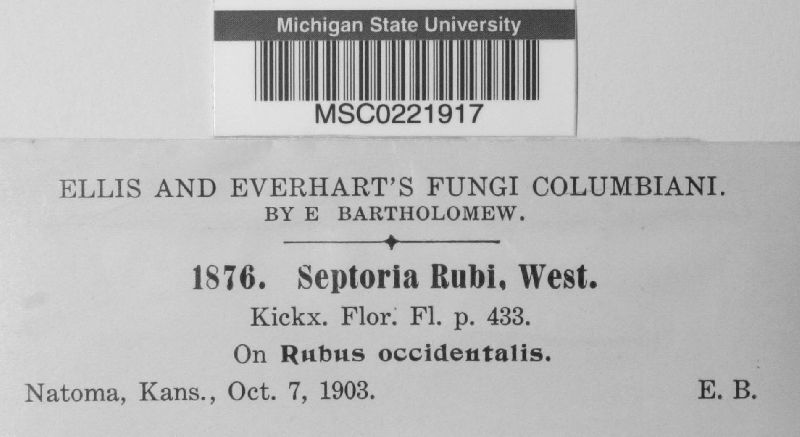 Michigan State University
MSC0221917
ELLIS AND EVERHART'S FUNGI COLUMBIANI.
BY E BARTHOLOMEW.
1876. Septoria Rubi, West.
Kickx. Flor. Fl. p. 433.
On Rubus occidentalis.
Natoma, Kans., Oct. 7, 1903. E. B.